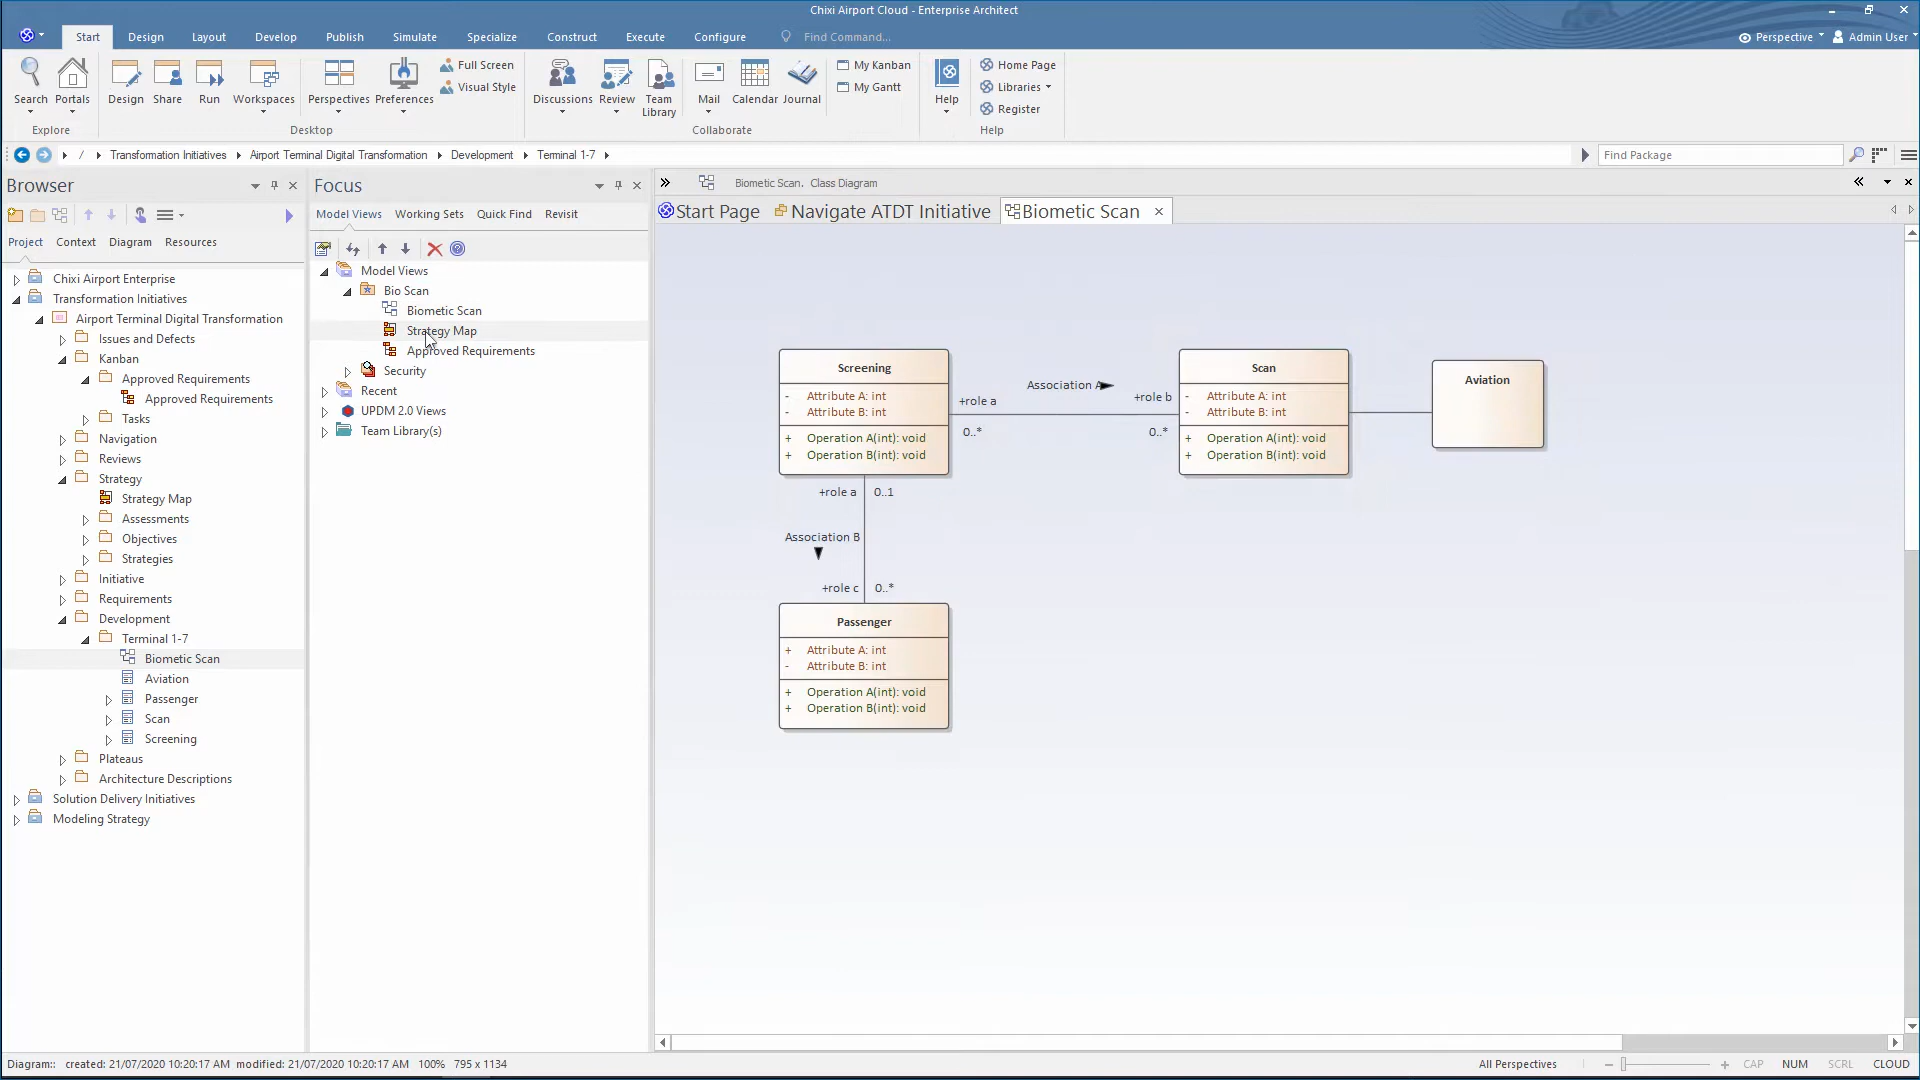 Chixi Airport Cloud - Enterprise Architect
Start Design Layout Develop Publish Simulate Specialize Construct Execute Configure Find Command... Perspective Admin User
Search Portals Design Share Run Workspaces Perspectives Preferences Full Screen Visual Style Discussions Review Team Library Mail Calendar Journal My Kanban My Gantt Help Home Page Libraries Register
Explore Desktop Collaborate Help
/ Transformation Initiatives Airport Terminal Digital Transformation Development Terminal 1-7 Find Package
Browser
Project Context Diagram Resources
Chixi Airport Enterprise
Transformation Initiatives
Airport Terminal Digital Transformation
Issues and Defects
Kanban
Approved Requirements
Approved Requirements
Tasks
Navigation
Reviews
Strategy
Strategy Map
Assessments
Objectives
Strategies
Initiative
Requirements
Development
Terminal 1-7
Biometic Scan
Aviation
Passenger
Scan
Screening
Plateaus
Architecture Descriptions
Solution Delivery Initiatives
Modeling Strategy
Focus
Model Views Working Sets Quick Find Revisit
Model Views
Bio Scan
Biometic Scan
Strategy Map
Approved Requirements
Security
Recent
UPDM 2.0 Views
Team Library(s)
Biometic Scan. Class Diagram
Start Page Navigate ATDT Initiative Biometic Scan
Screening
- Attribute A: int
- Attribute B: int
+ Operation A(int): void
+ Operation B(int): void
Association A
+role a +role b
0..* 0..*
Scan
- Attribute A: int
- Attribute B: int
+ Operation A(int): void
+ Operation B(int): void
Aviation
+role a 0..1
Association B
+role c 0..*
Passenger
+ Attribute A: int
- Attribute B: int
+ Operation A(int): void
+ Operation B(int): void
Diagram:: created: 21/07/2020 10:20:17 AM modified: 21/07/2020 10:20:17 AM 100% 795 x 1134 All Perspectives CAP NUM SCRL CLOUD